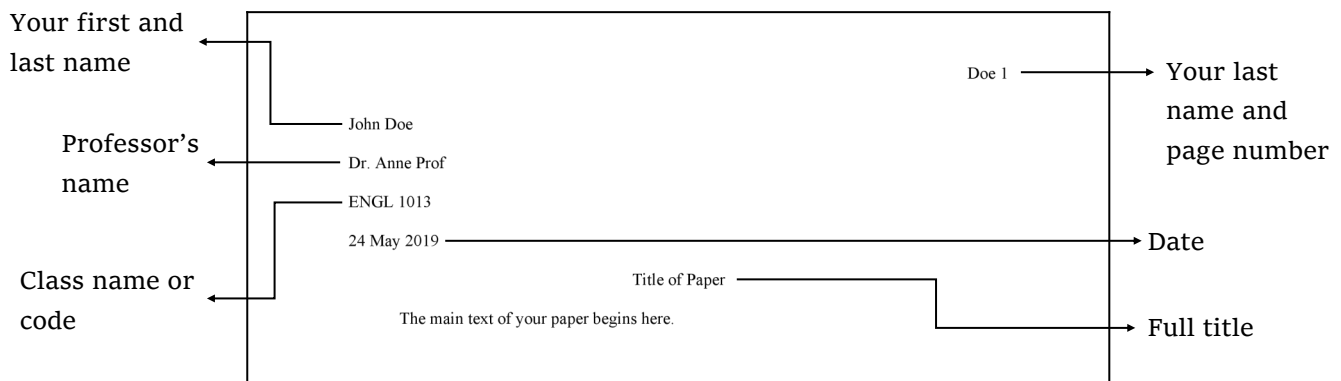 Your first and
last name
Doe 1
Your last
name and
page number
John Doe
Professor’s
name
Dr. Anne Prof
ENGL 1013
24 May 2019
Date
Class name or
code
Title of Paper
The main text of your paper begins here.
Full title